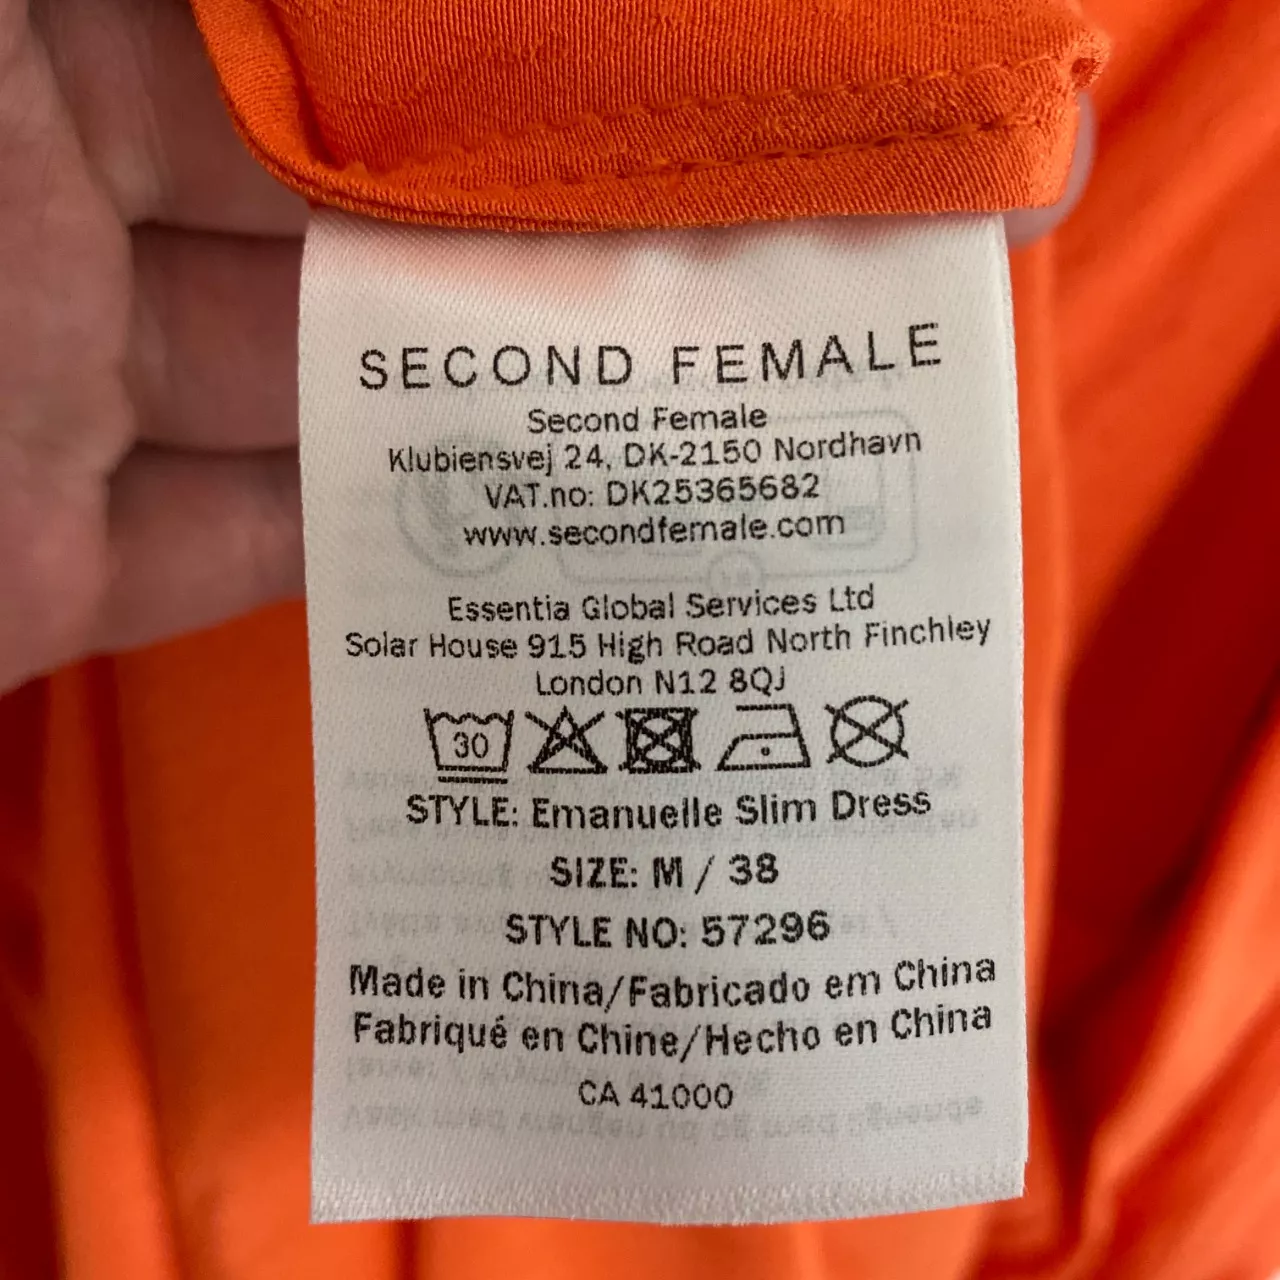 SECOND FEMALE
Second Female
Klubiensvej 24, DK-2150 Nordhavn
VAT.no: DK25365682
www.secondfemale.com
Essentia Global Services Ltd
Solar House 915 High Road North Finchley
London N12 8QJ
30
STYLE: Emanuelle Slim Dress
SIZE: M / 38
STYLE NO: 57296
Made in China/Fabricado em China
Fabriqué en Chine/Hecho en China
CA 41000